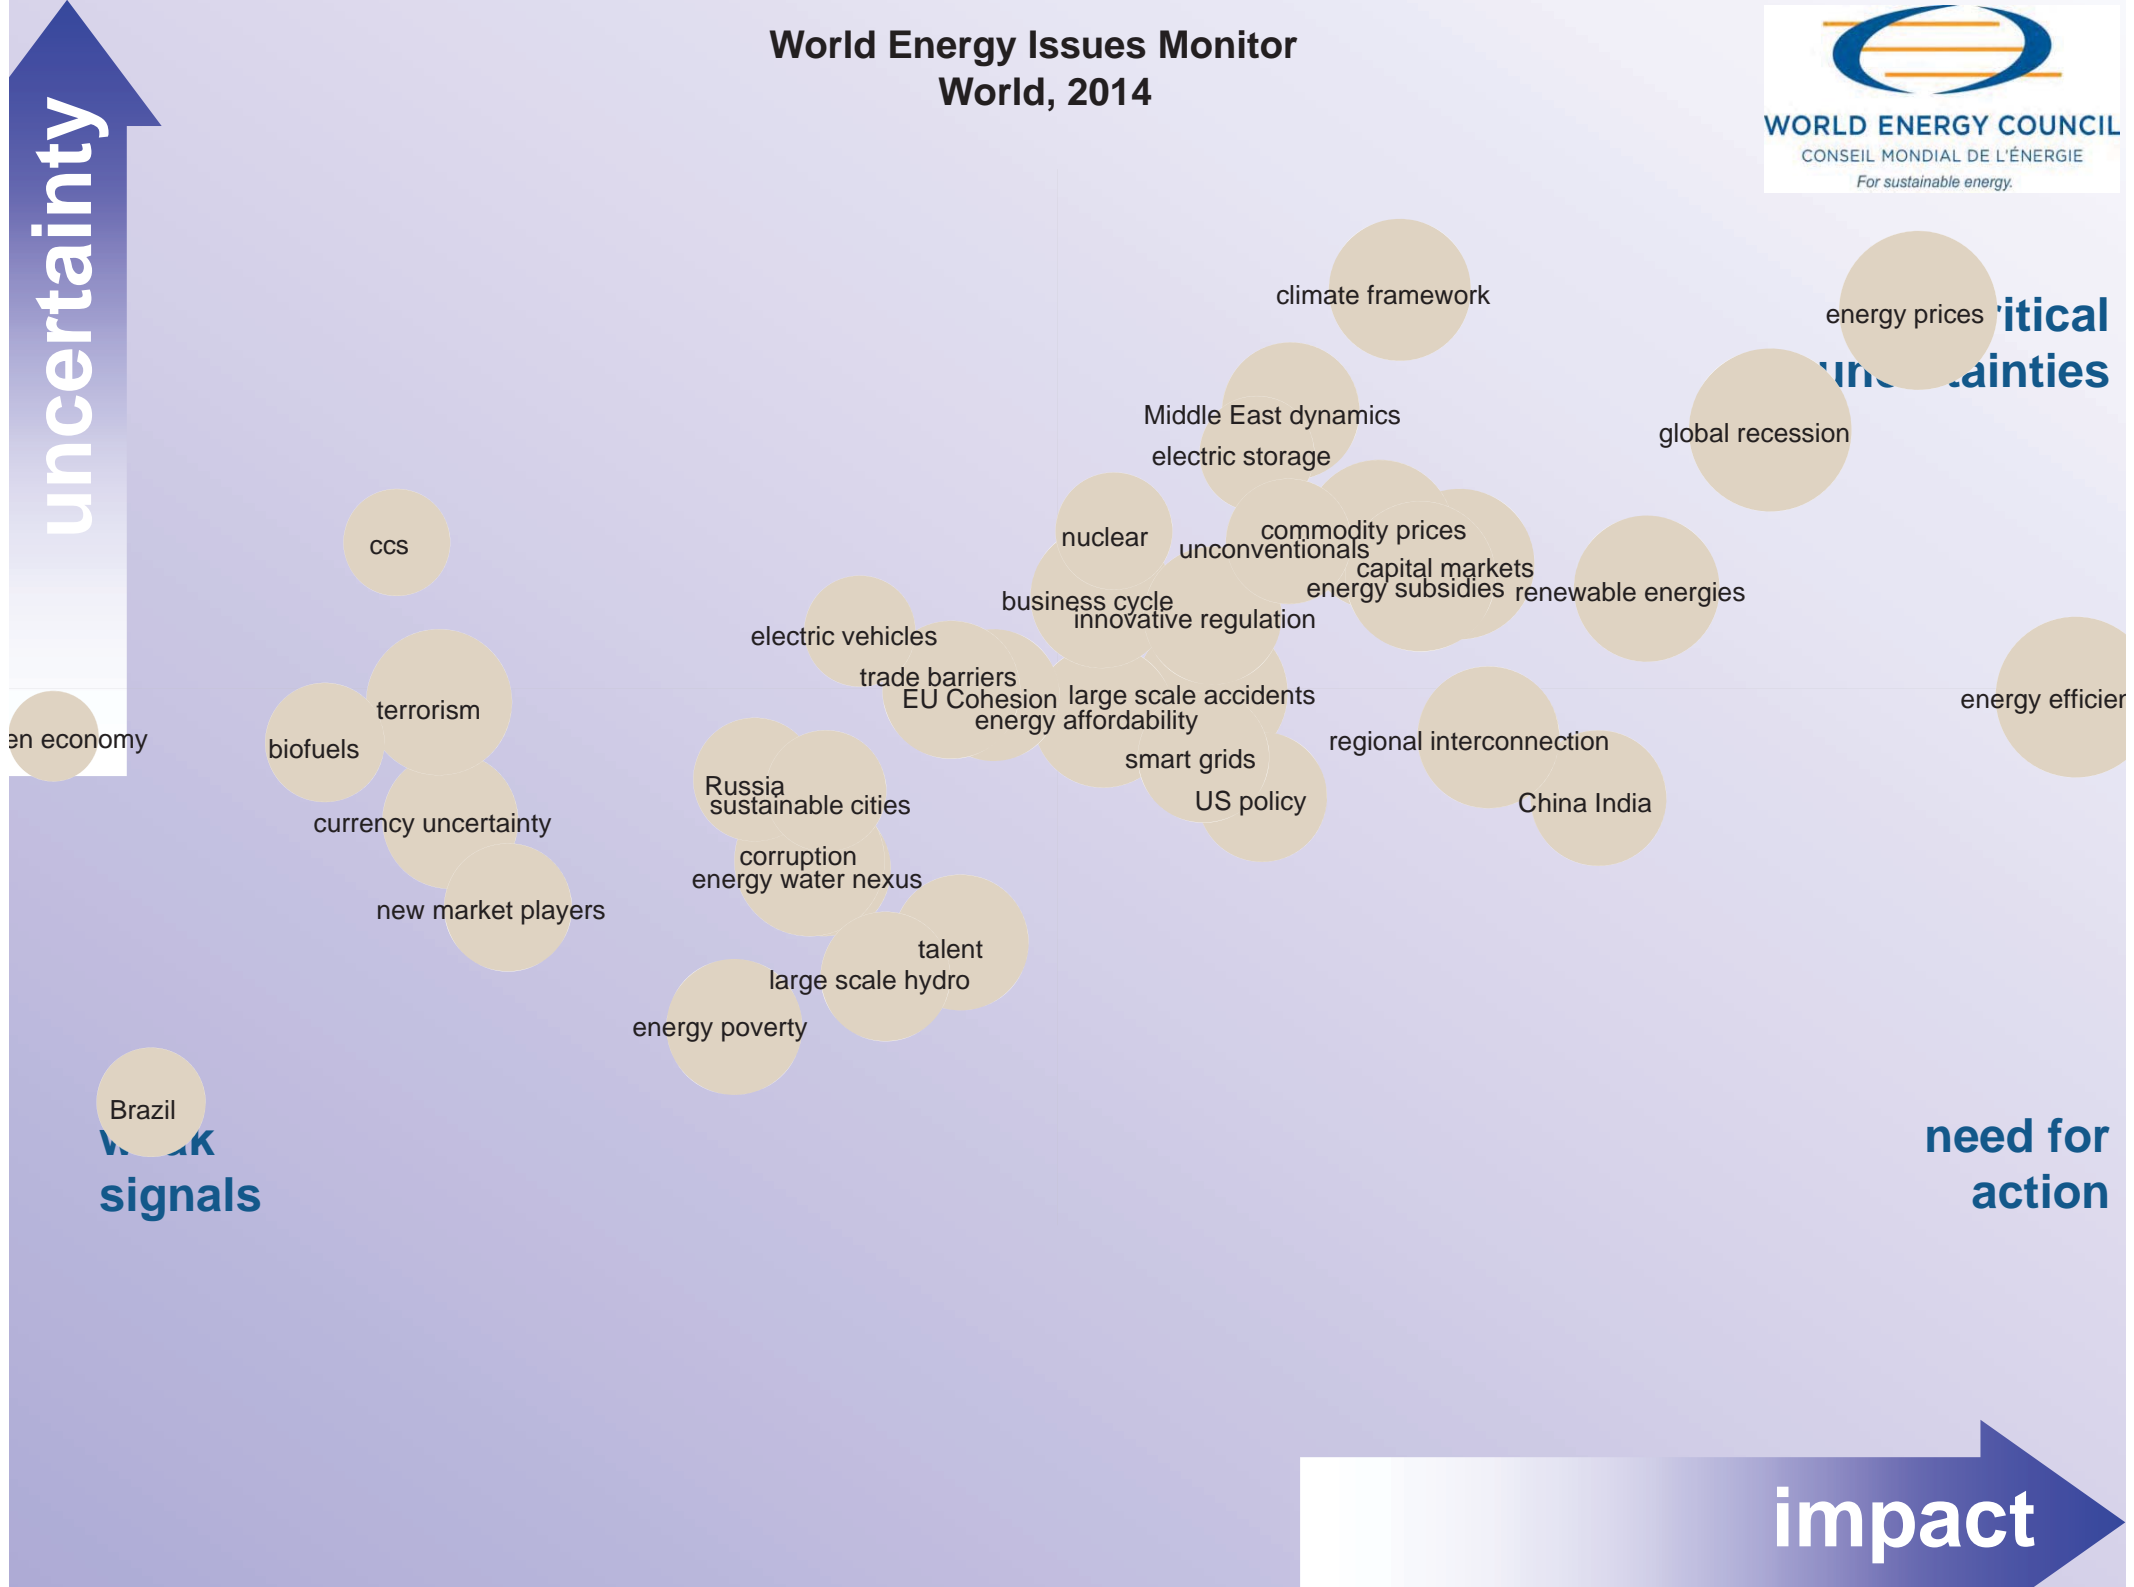 World Energy Issues Monitor
World, 2014
WORLD ENERGY COUNCIL
CONSEIL MONDIAL DE L'ÉNERGIE
For sustainable energy.
uncertainty
climate framework
energy prices
Middle East dynamics
global recession
electric storage
commodity prices
nuclear
ccs
unconventionals
capital markets
energy subsidies
renewable energies
business cycle
innovative regulation
electric vehicles
trade barriers
large scale accidents
EU Cohesion
terrorism
energy affordability
regional interconnection
economy
biofuels
smart grids
Russia
US policy
sustainable cities
China India
currency uncertainty
corruption
energy water nexus
new market players
talent
large scale hydro
energy poverty
Brazil
signals
need for
action
impact
energy